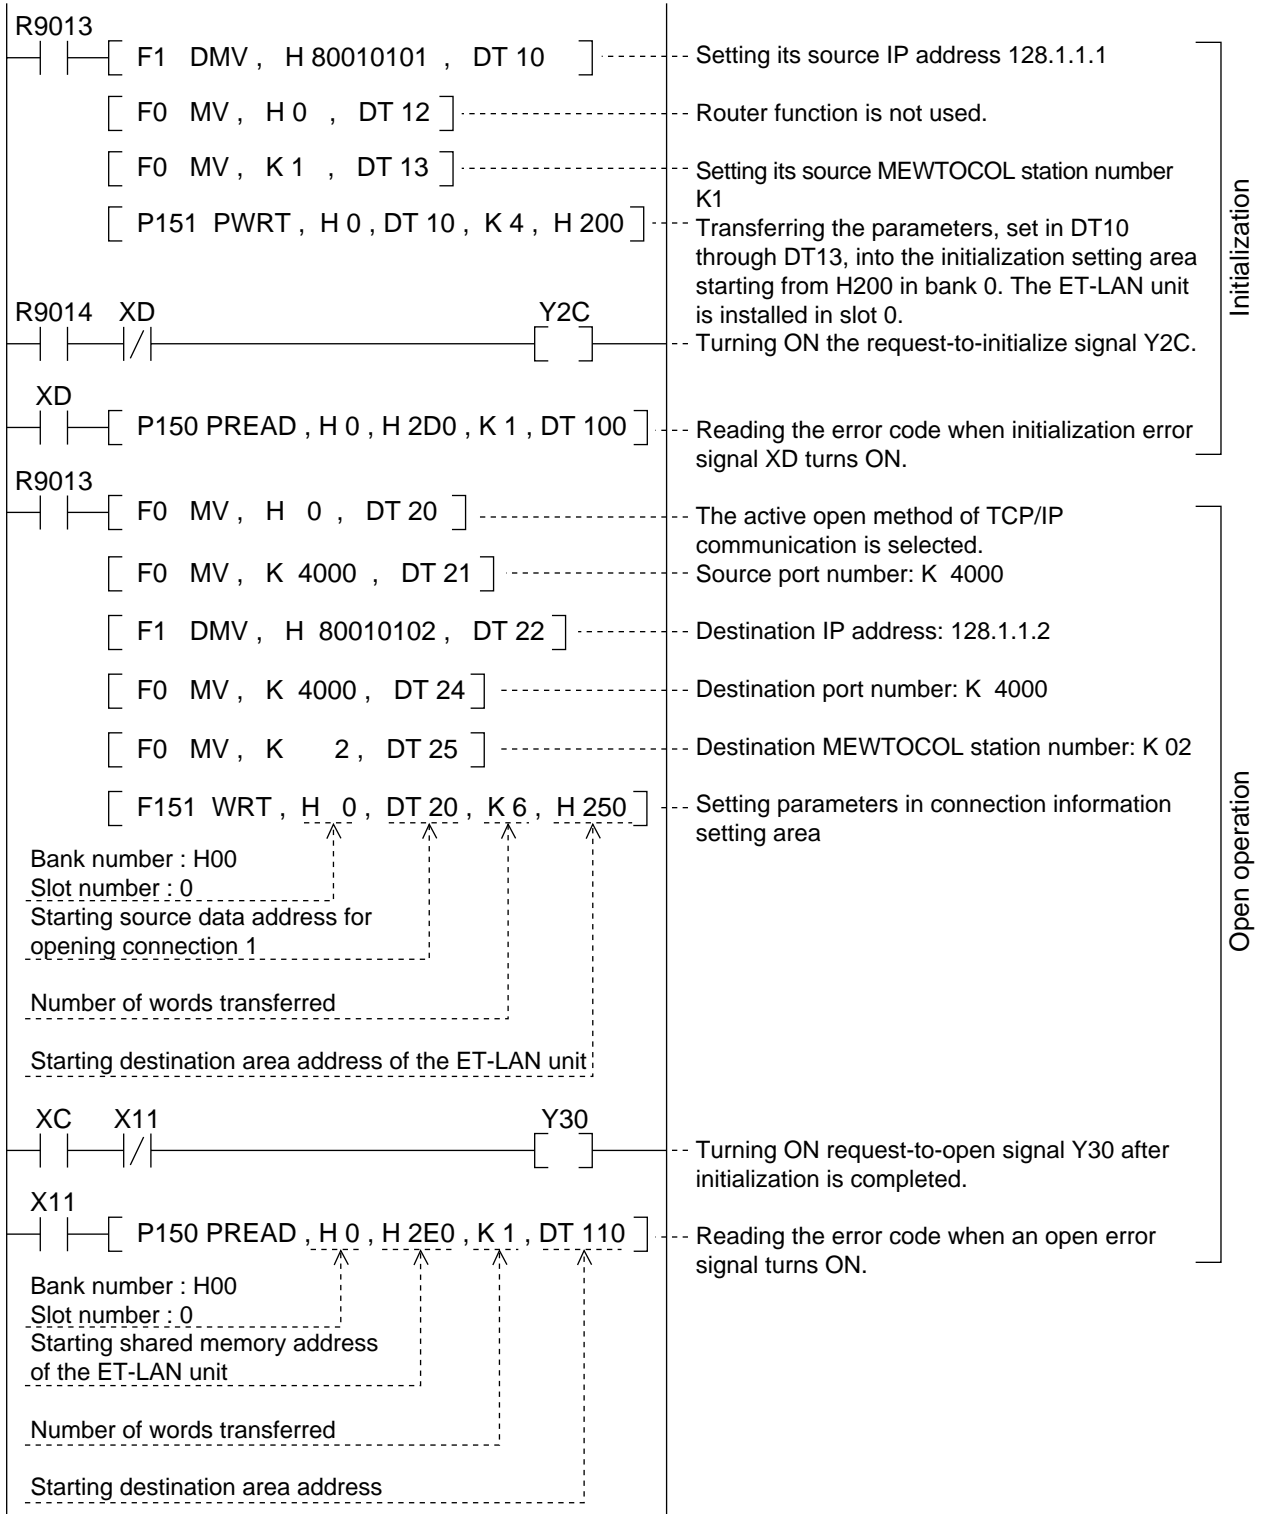 R9013
F1 DMV , H 80010101 , DT 10
Setting its source IP address 128.1.1.1
F0 MV , H 0 , DT 12
Router function is not used.
F0 MV , K 1 , DT 13
Setting its source MEWTOCOL station number
K1
P151 PWRT , H 0 , DT 10 , K 4 , H 200
Transferring the parameters, set in DT10
through DT13, into the initialization setting area
starting from H200 in bank 0. The ET-LAN unit
is installed in slot 0.
Initialization
R9014 XD Y2C
Turning ON the request-to-initialize signal Y2C.
XD
P150 PREAD , H 0 , H 2D0 , K 1 , DT 100
Reading the error code when initialization error
signal XD turns ON.
R9013
F0 MV , H 0 , DT 20
The active open method of TCP/IP
communication is selected.
F0 MV , K 4000 , DT 21
Source port number: K 4000
F1 DMV , H 80010102 , DT 22
Destination IP address: 128.1.1.2
F0 MV , K 4000 , DT 24
Destination port number: K 4000
F0 MV , K 2 , DT 25
Destination MEWTOCOL station number: K 02
F151 WRT , H 0 , DT 20 , K 6 , H 250
Setting parameters in connection information
setting area
Open operation
Bank number : H00
Slot number : 0
Starting source data address for
opening connection 1
Number of words transferred
Starting destination area address of the ET-LAN unit
XC X11 Y30
Turning ON request-to-open signal Y30 after
initialization is completed.
X11
P150 PREAD , H 0 , H 2E0 , K 1 , DT 110
Reading the error code when an open error
signal turns ON.
Bank number : H00
Slot number : 0
Starting shared memory address
of the ET-LAN unit
Number of words transferred
Starting destination area address